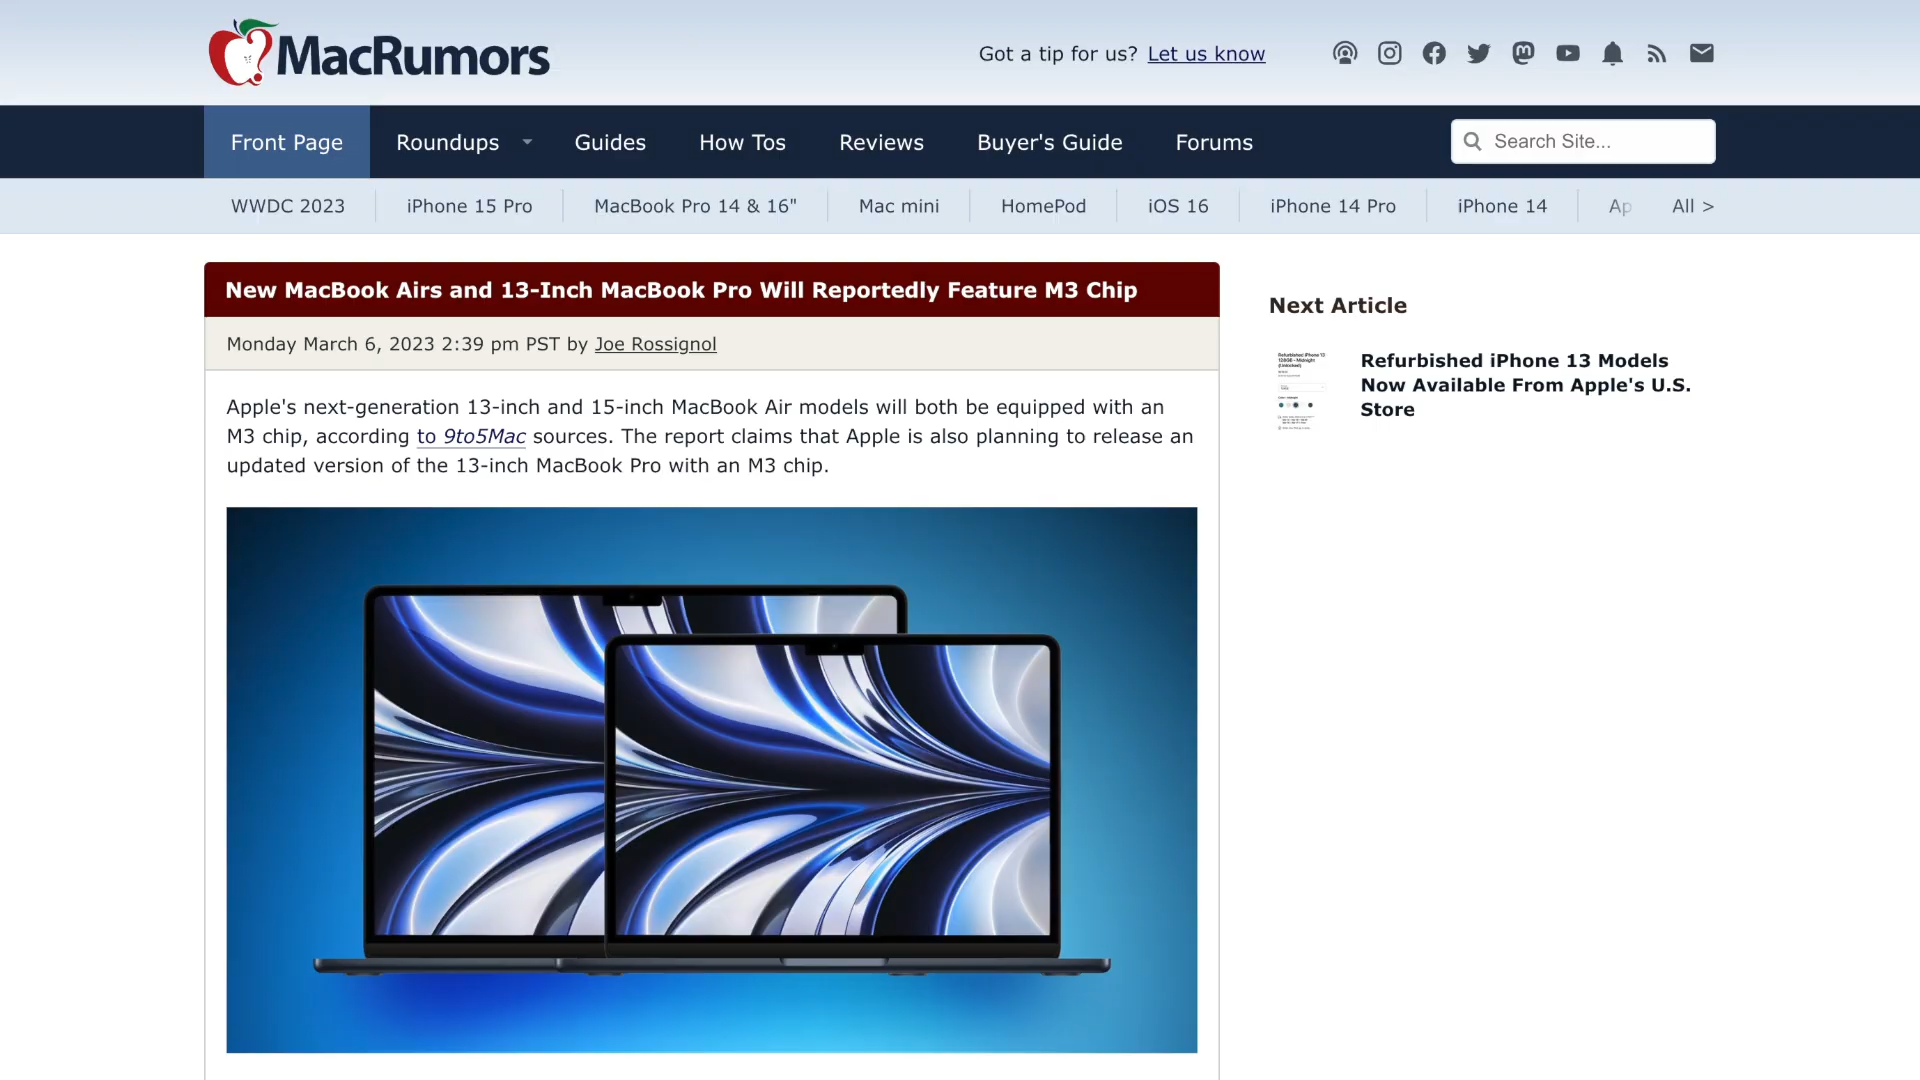 MacRumors
Got a tip for us? Let us know
Front Page
Roundups
Guides
How Tos
Reviews
Buyer's Guide
Forums
Search Site...
WWDC 2023
iPhone 15 Pro
MacBook Pro 14 & 16"
Mac mini
HomePod
iOS 16
iPhone 14 Pro
iPhone 14
Ap
All >
New MacBook Airs and 13-Inch MacBook Pro Will Reportedly Feature M3 Chip
Monday March 6, 2023 2:39 pm PST by Joe Rossignol
Apple's next-generation 13-inch and 15-inch MacBook Air models will both be equipped with an
M3 chip, according to 9to5Mac sources. The report claims that Apple is also planning to release an
updated version of the 13-inch MacBook Pro with an M3 chip.
Next Article
Refurbished iPhone 13
128GB - Midnight
(Unlocked)
Refurbished iPhone 13 Models
Now Available From Apple's U.S.
Store